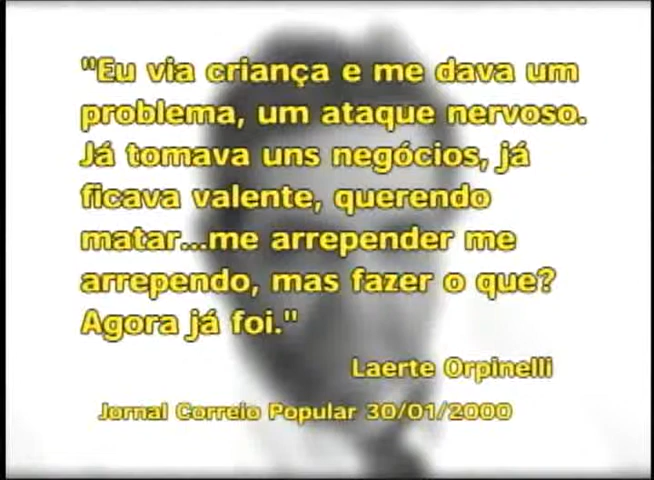 "Eu via criança e me dava um
problema, um ataque nervoso.
Já tomava uns negócios, já
ficava valente, querendo
matar...me arrepender me
arrependo, mas fazer o que?
Agora já foi."
Laerte Orpinelli
Jornal Correio Popular 30/01/2000